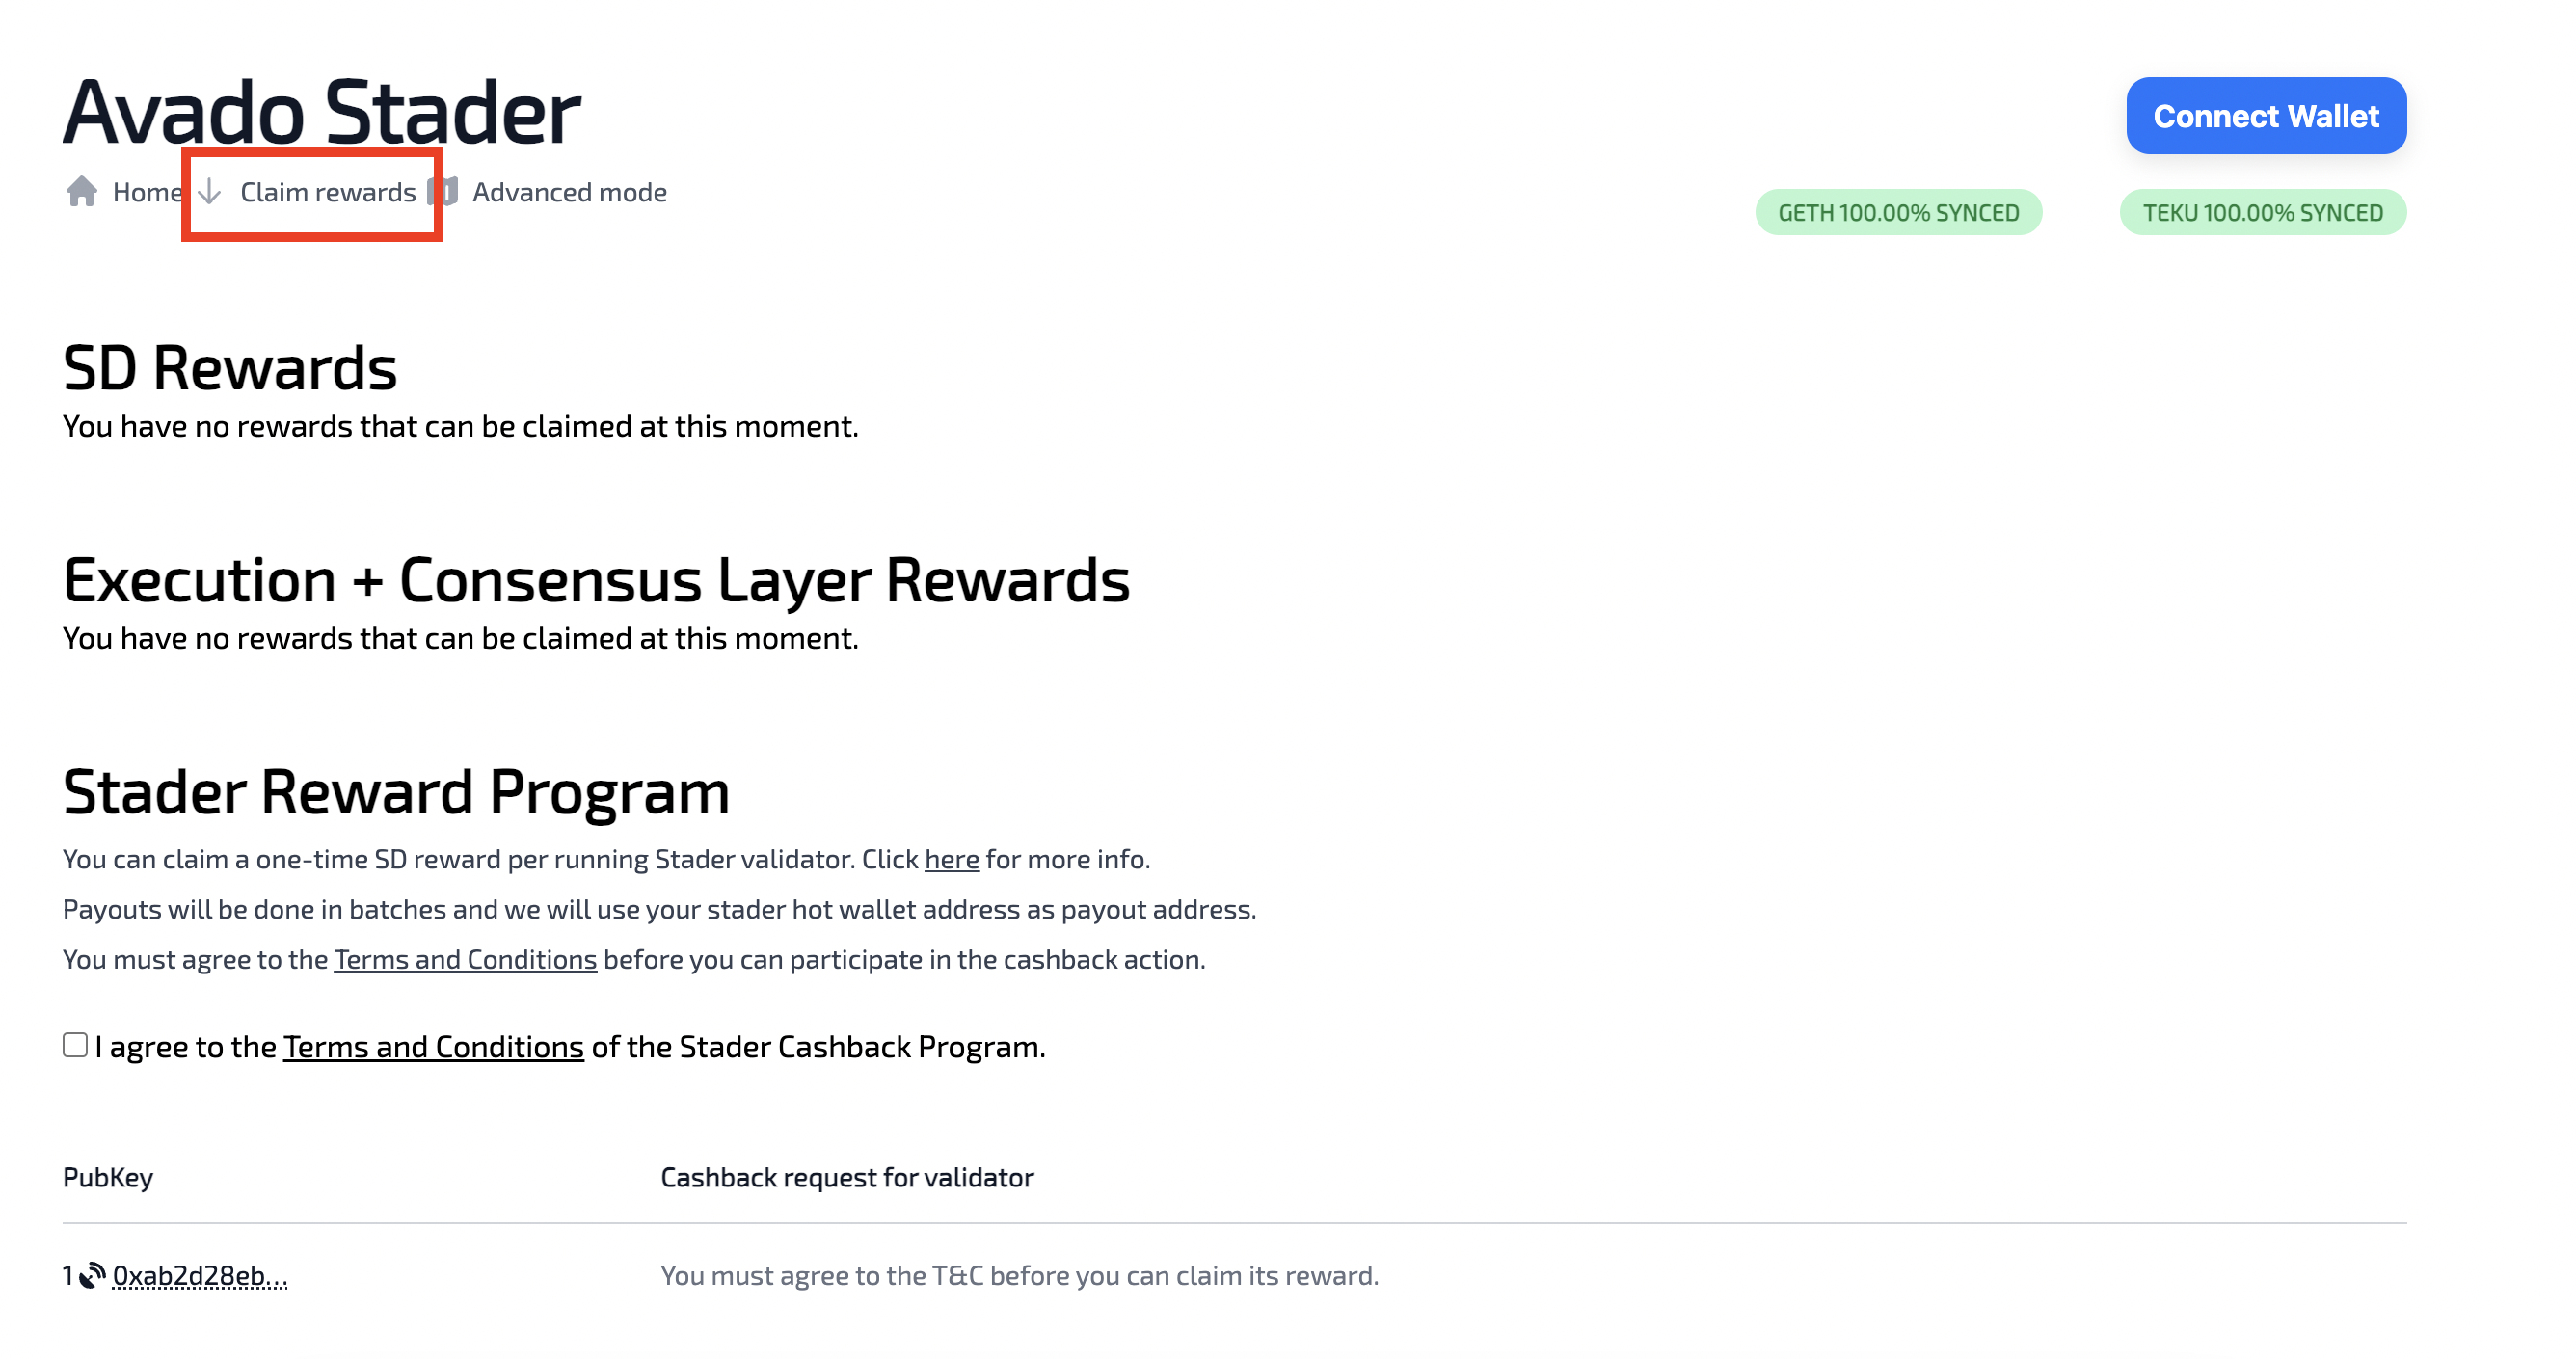 Avado Stader
Connect Wallet
Home Claim rewards Advanced mode
GETH 100.00% SYNCED TEKU 100.00% SYNCED
SD Rewards
You have no rewards that can be claimed at this moment.
Execution + Consensus Layer Rewards
You have no rewards that can be claimed at this moment.
Stader Reward Program
You can claim a one-time SD reward per running Stader validator. Click here for more info.
Payouts will be done in batches and we will use your stader hot wallet address as payout address.
You must agree to the Terms and Conditions before you can participate in the cashback action.
I agree to the Terms and Conditions of the Stader Cashback Program.
PubKey Cashback request for validator
1 0xab2d28eb... You must agree to the T&C before you can claim its reward.